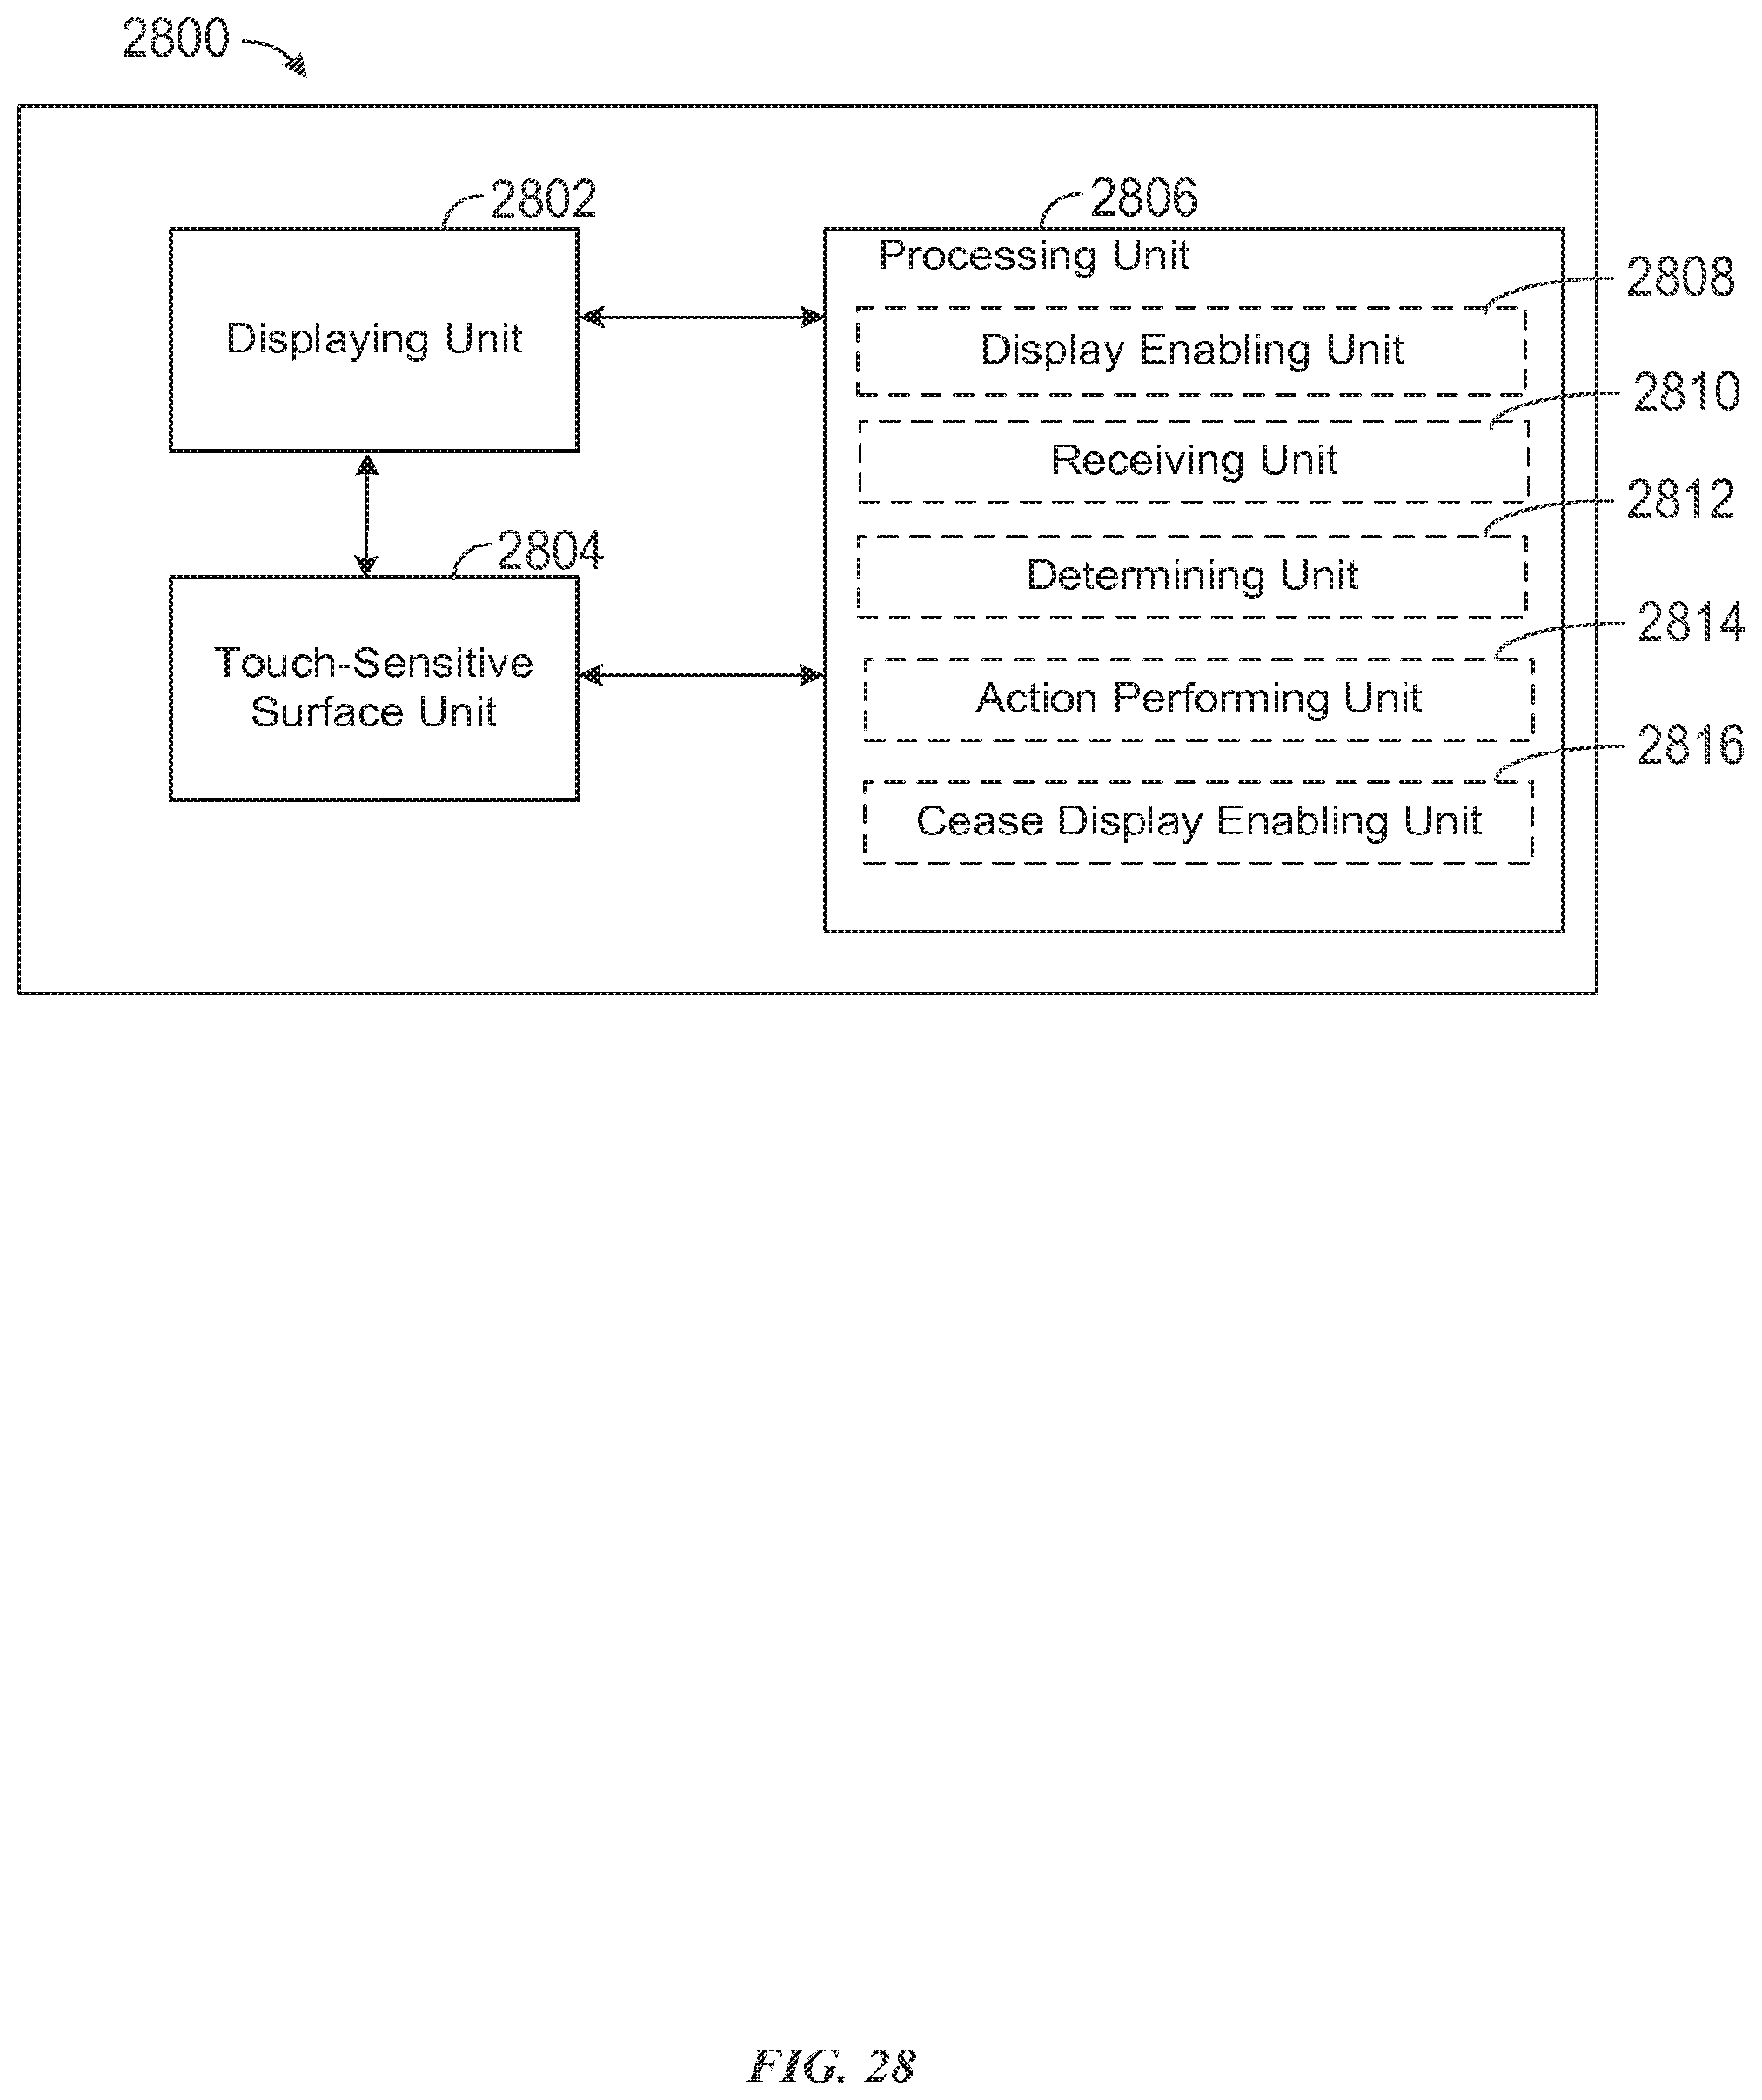 2800
2802
2806
Processing Unit
2808
Displaying Unit
Display Enabling Unit
2810
Receiving Unit
2812
2804
Determining Unit
2814
Touch-Sensitive
Surface Unit
Action Performing Unit
2816
Cease Display Enabling Unit
FIG. 28